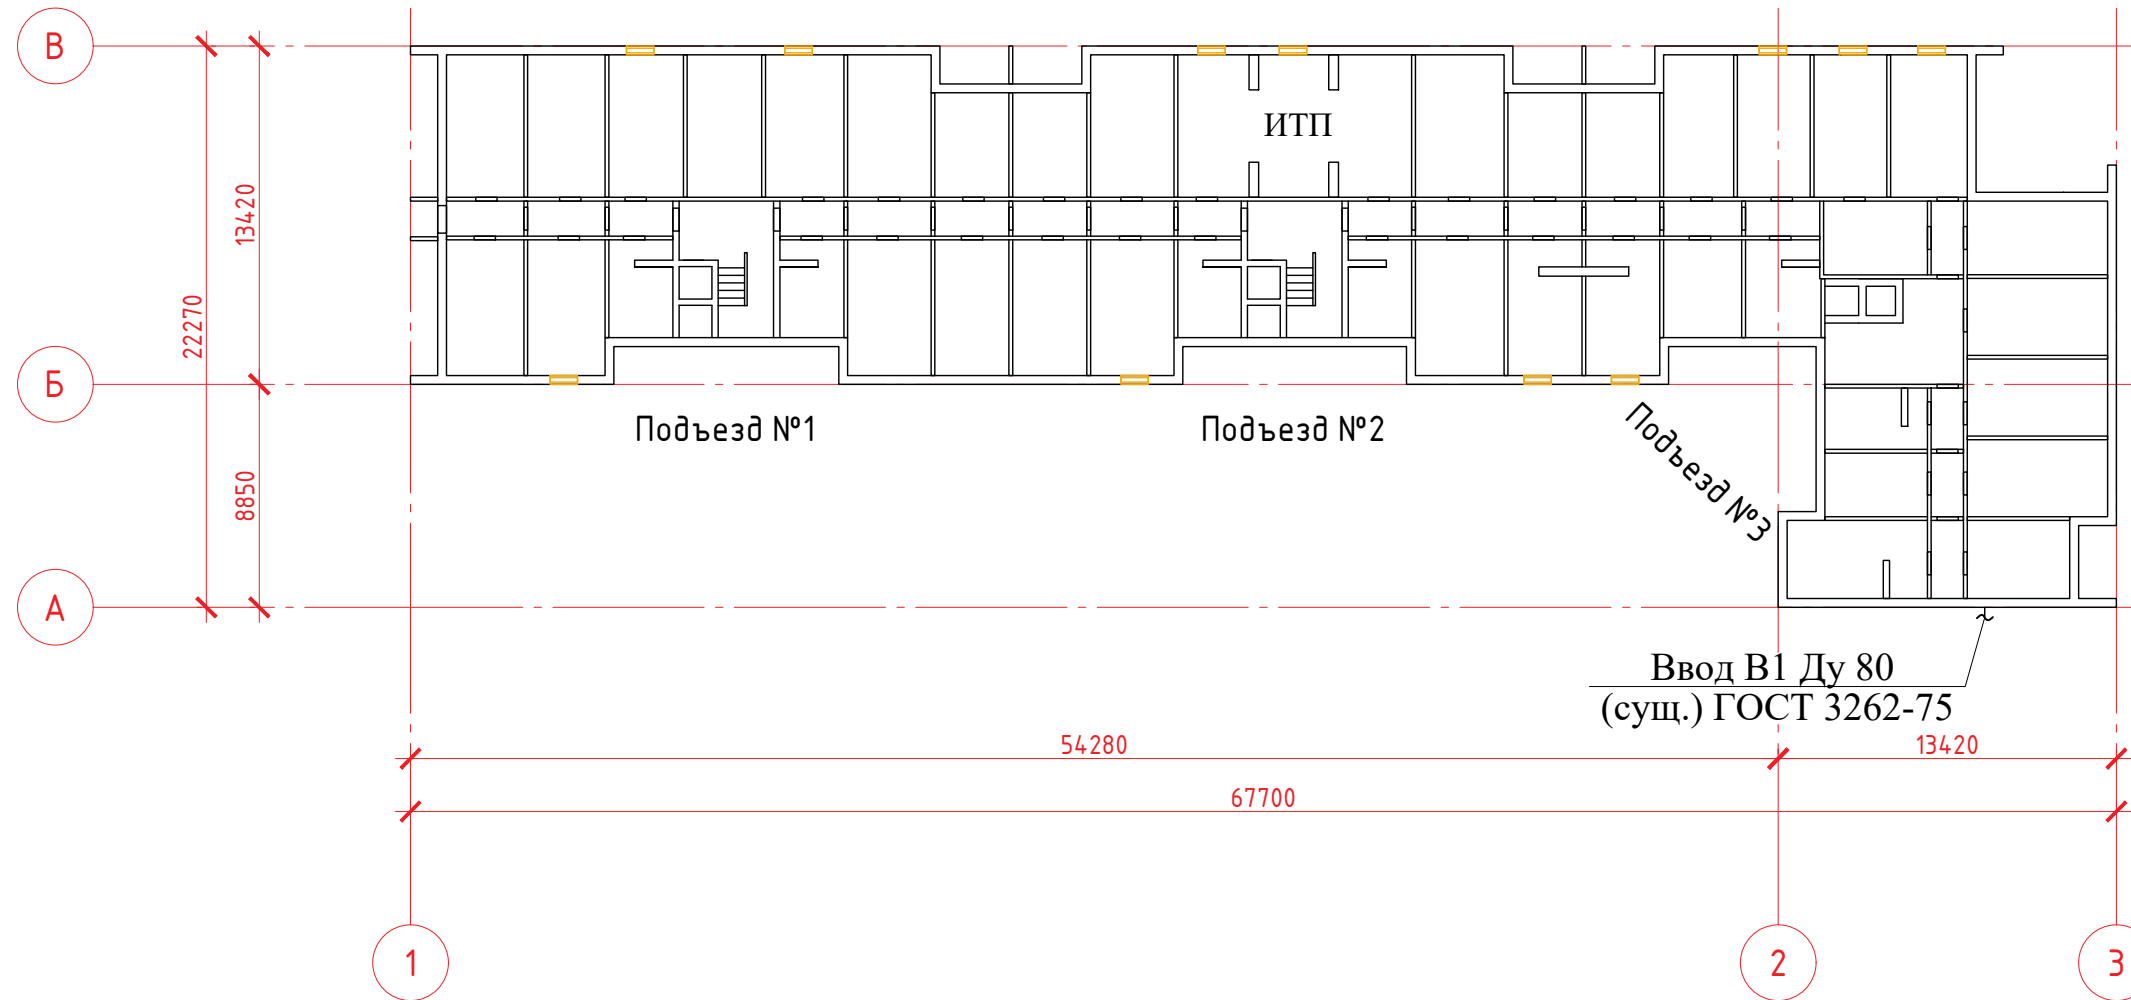 В
ИТП
13420
22270
Б
Подъезд №1
Подъезд №2
Подъезд №3
8850
А
Ввод В1 Ду 80
(сущ.) ГОСТ 3262-75
54280
13420
67700
1
2
3